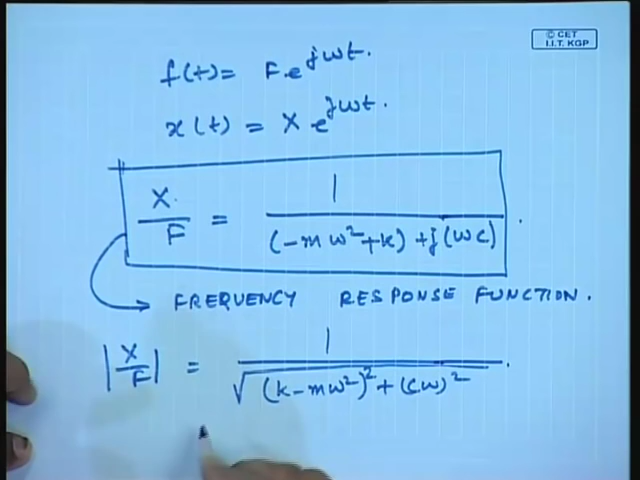 © CET
I.I.T. KGP
f(t) = F e^{jωt}.
x(t) = X e^{jωt}.
X/F = 1/((-mω²+k)+j(ωc)).
FREQUENCY RESPONSE FUNCTION.
|X/F| = 1/√((k-mω²)²+(cω)²).